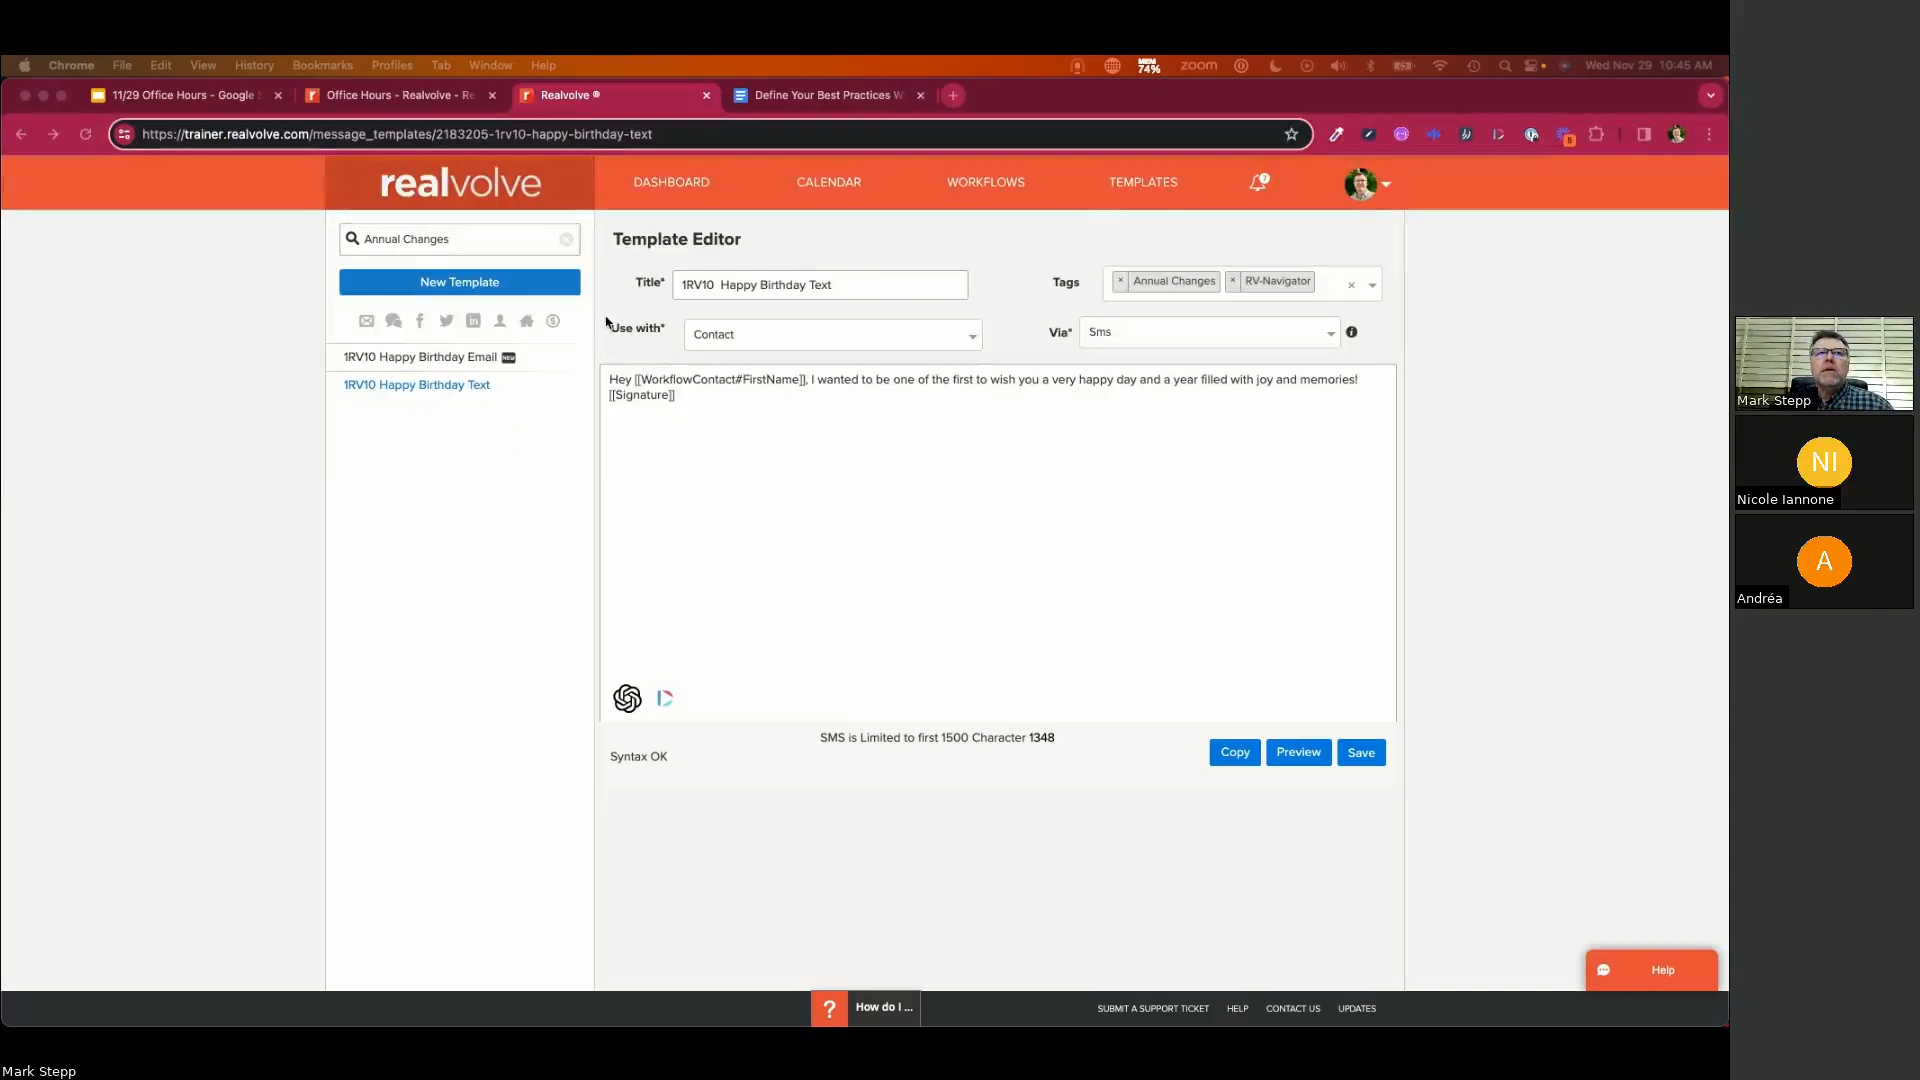 Chrome File Edit View History Bookmarks Profiles Tab Window Help
MEM 74% zoom Wed Nov 29 10:45 AM
11/29 Office Hours - Google S
Office Hours - Realvolve - Re
Realvolve ®
Define Your Best Practices W
https://trainer.realvolve.com/message_templates/2183205-1rv10-happy-birthday-text
5
realvolve
DASHBOARD CALENDAR WORKFLOWS TEMPLATES 7
Annual Changes
New Template
1RV10 Happy Birthday Email NEW
1RV10 Happy Birthday Text
Template Editor
Title* 1RV10 Happy Birthday Text
Tags × Annual Changes × RV-Navigator ×
Use with* Contact
Via* Sms
Hey [[WorkflowContact#FirstName]], I wanted to be one of the first to wish you a very happy day and a year filled with joy and memories!
[[Signature]]
SMS is Limited to first 1500 Character 1348
Syntax OK
Copy Preview Save
Help
? How do I ...
SUBMIT A SUPPORT TICKET HELP CONTACT US UPDATES
Mark Stepp
NI
Nicole Iannone
A
Andréa
Mark Stepp